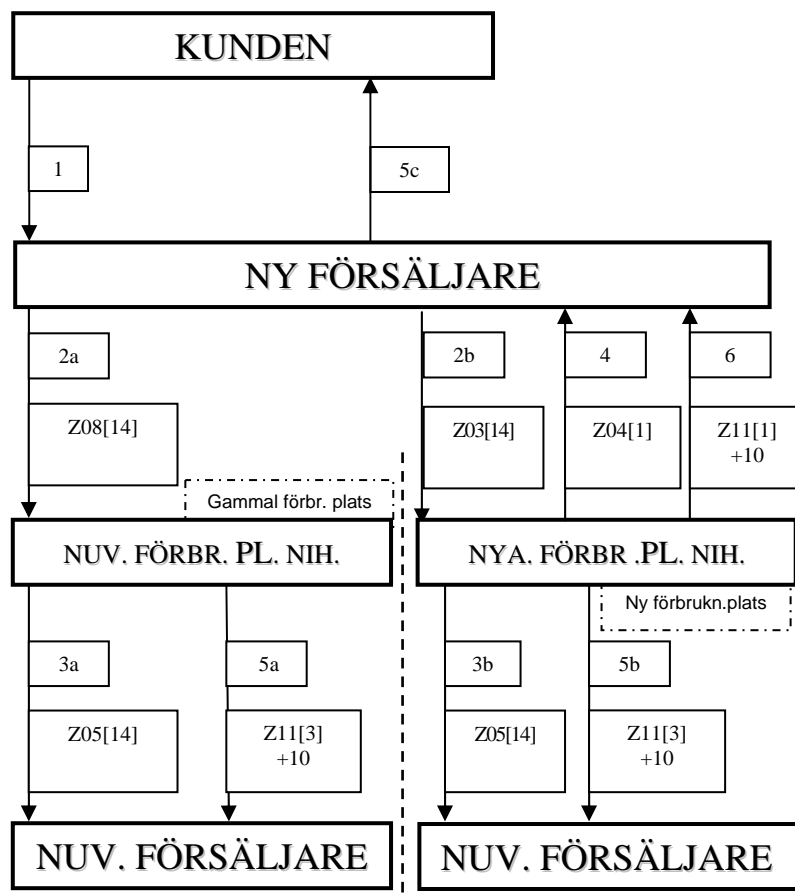 KUNDEN
1
5c
NY FÖRSÄLJARE
2a
2b
4
6
Z08[14]
Z03[14]
Z04[1]
Z11[1]
+10
Gammal förbr. plats
NUV. FÖRBR. PL. NIH.
NYA. FÖRBR .PL. NIH.
Ny förbrukn.plats
3a
5a
3b
5b
Z05[14]
Z11[3]
+10
Z05[14]
Z11[3]
+10
NUV. FÖRSÄLJARE
NUV. FÖRSÄLJARE